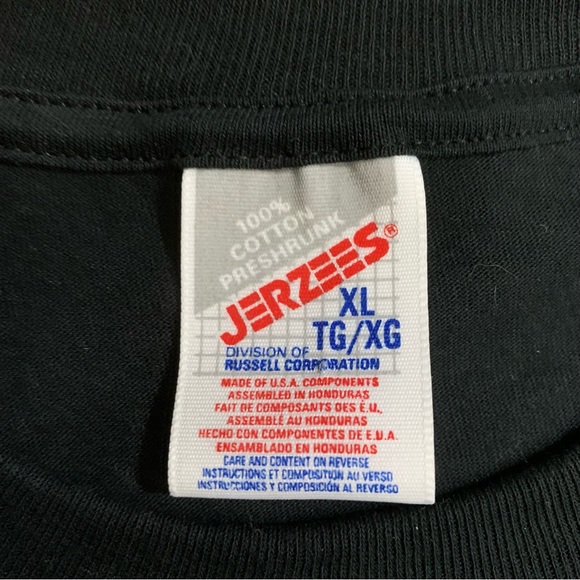 100%
COTTON
PRESHRUNK
JERZEES®
XL
TG/XG
DIVISION OF
RUSSELL CORPORATION
MADE OF U.S.A. COMPONENTS
ASSEMBLED IN HONDURAS
FAIT DE COMPOSANTS DES É.U.,
ASSEMBLÉ AU HONDURAS
HECHO CON COMPONENTES DE E.U.A.
ENSAMBLADO EN HONDURAS
CARE AND CONTENT ON REVERSE
INSTRUCTIONS ET COMPOSITION AU VERSO
INSTRUCCIONES Y COMPOSICIÓN AL REVERSO